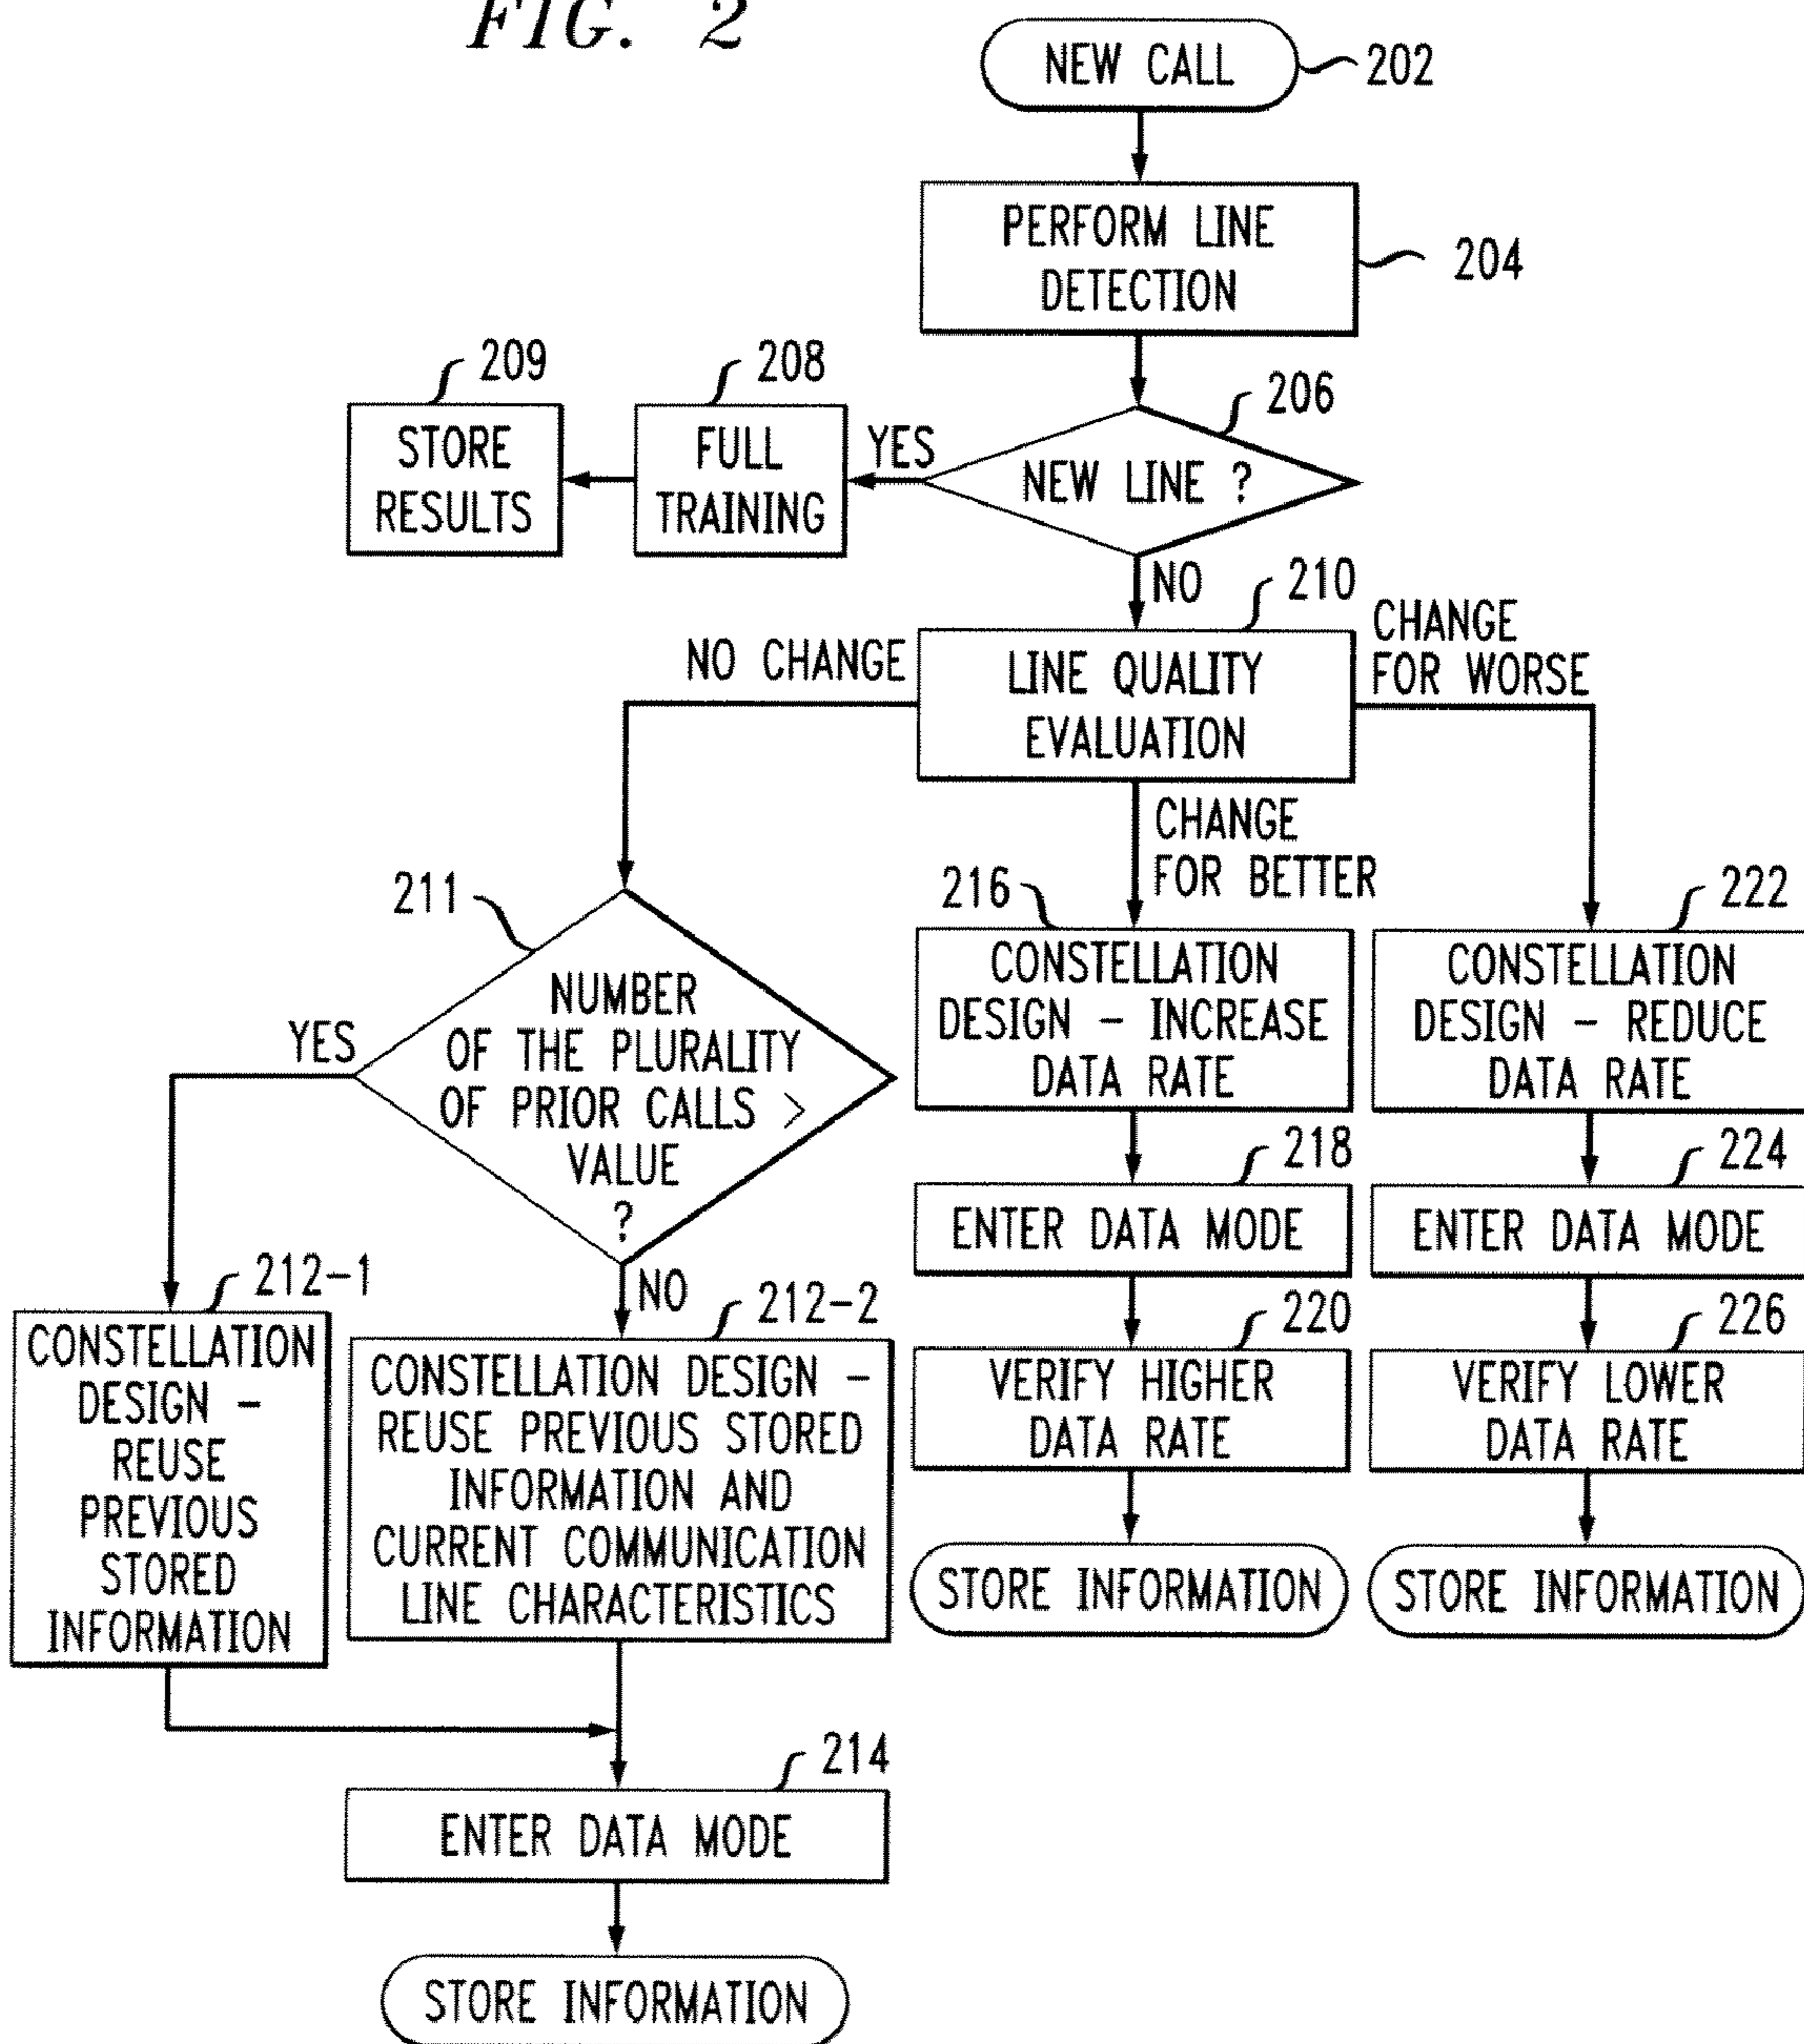 FIG. 2
NEW CALL
202
PERFORM LINE
DETECTION
204
209
208
206
STORE
RESULTS
FULL
TRAINING
YES
NEW LINE ?
NO
210
NO CHANGE
LINE QUALITY
EVALUATION
CHANGE
FOR WORSE
CHANGE
FOR BETTER
211
NUMBER
OF THE PLURALITY
OF PRIOR CALLS >
VALUE
?
YES
NO
216
CONSTELLATION
DESIGN - INCREASE
DATA RATE
222
CONSTELLATION
DESIGN - REDUCE
DATA RATE
218
ENTER DATA MODE
224
ENTER DATA MODE
212-1
CONSTELLATION
DESIGN -
REUSE
PREVIOUS
STORED
INFORMATION
212-2
CONSTELLATION DESIGN -
REUSE PREVIOUS STORED
INFORMATION AND
CURRENT COMMUNICATION
LINE CHARACTERISTICS
220
VERIFY HIGHER
DATA RATE
226
VERIFY LOWER
DATA RATE
STORE INFORMATION
STORE INFORMATION
214
ENTER DATA MODE
STORE INFORMATION